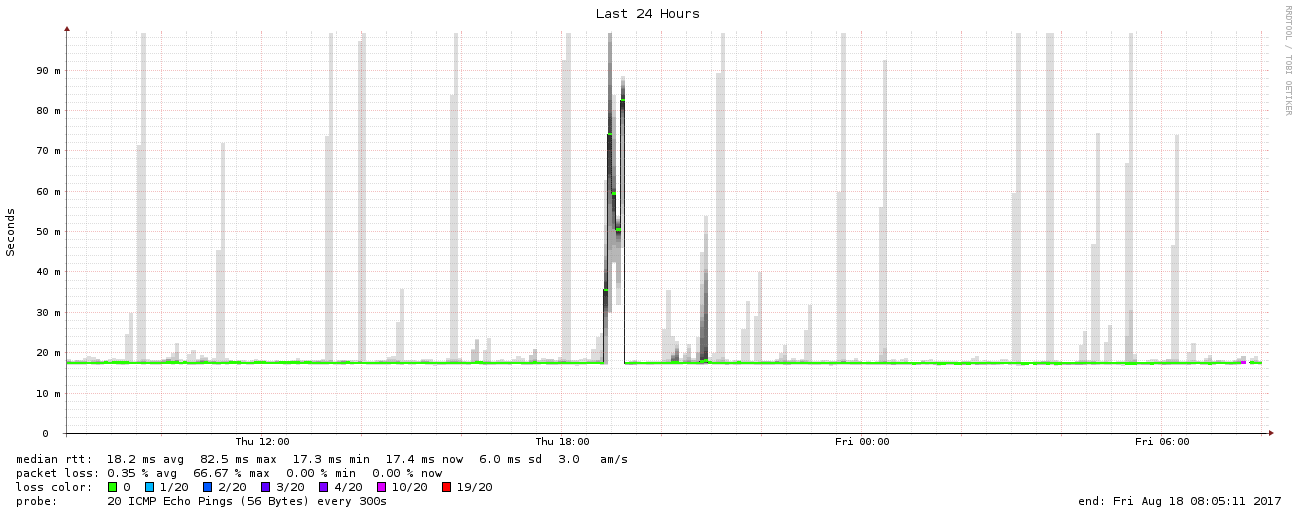 Last 24 Hours
RRDTOOL / TOBI OETIKER
Seconds
90 m
80 m
70 m
60 m
50 m
40 m
30 m
20 m
10 m
0
Thu 12:00 Thu 18:00 Fri 00:00 Fri 06:00
median rtt: 18.2 ms avg 82.5 ms max 17.3 ms min 17.4 ms now 6.0 ms sd 3.0 am/s
packet loss: 0.35 % avg 66.67 % max 0.00 % min 0.00 % now
loss color: 0 1/20 2/20 3/20 4/20 10/20 19/20
probe: 20 ICMP Echo Pings (56 Bytes) every 300s end: Fri Aug 18 08:05:11 2017